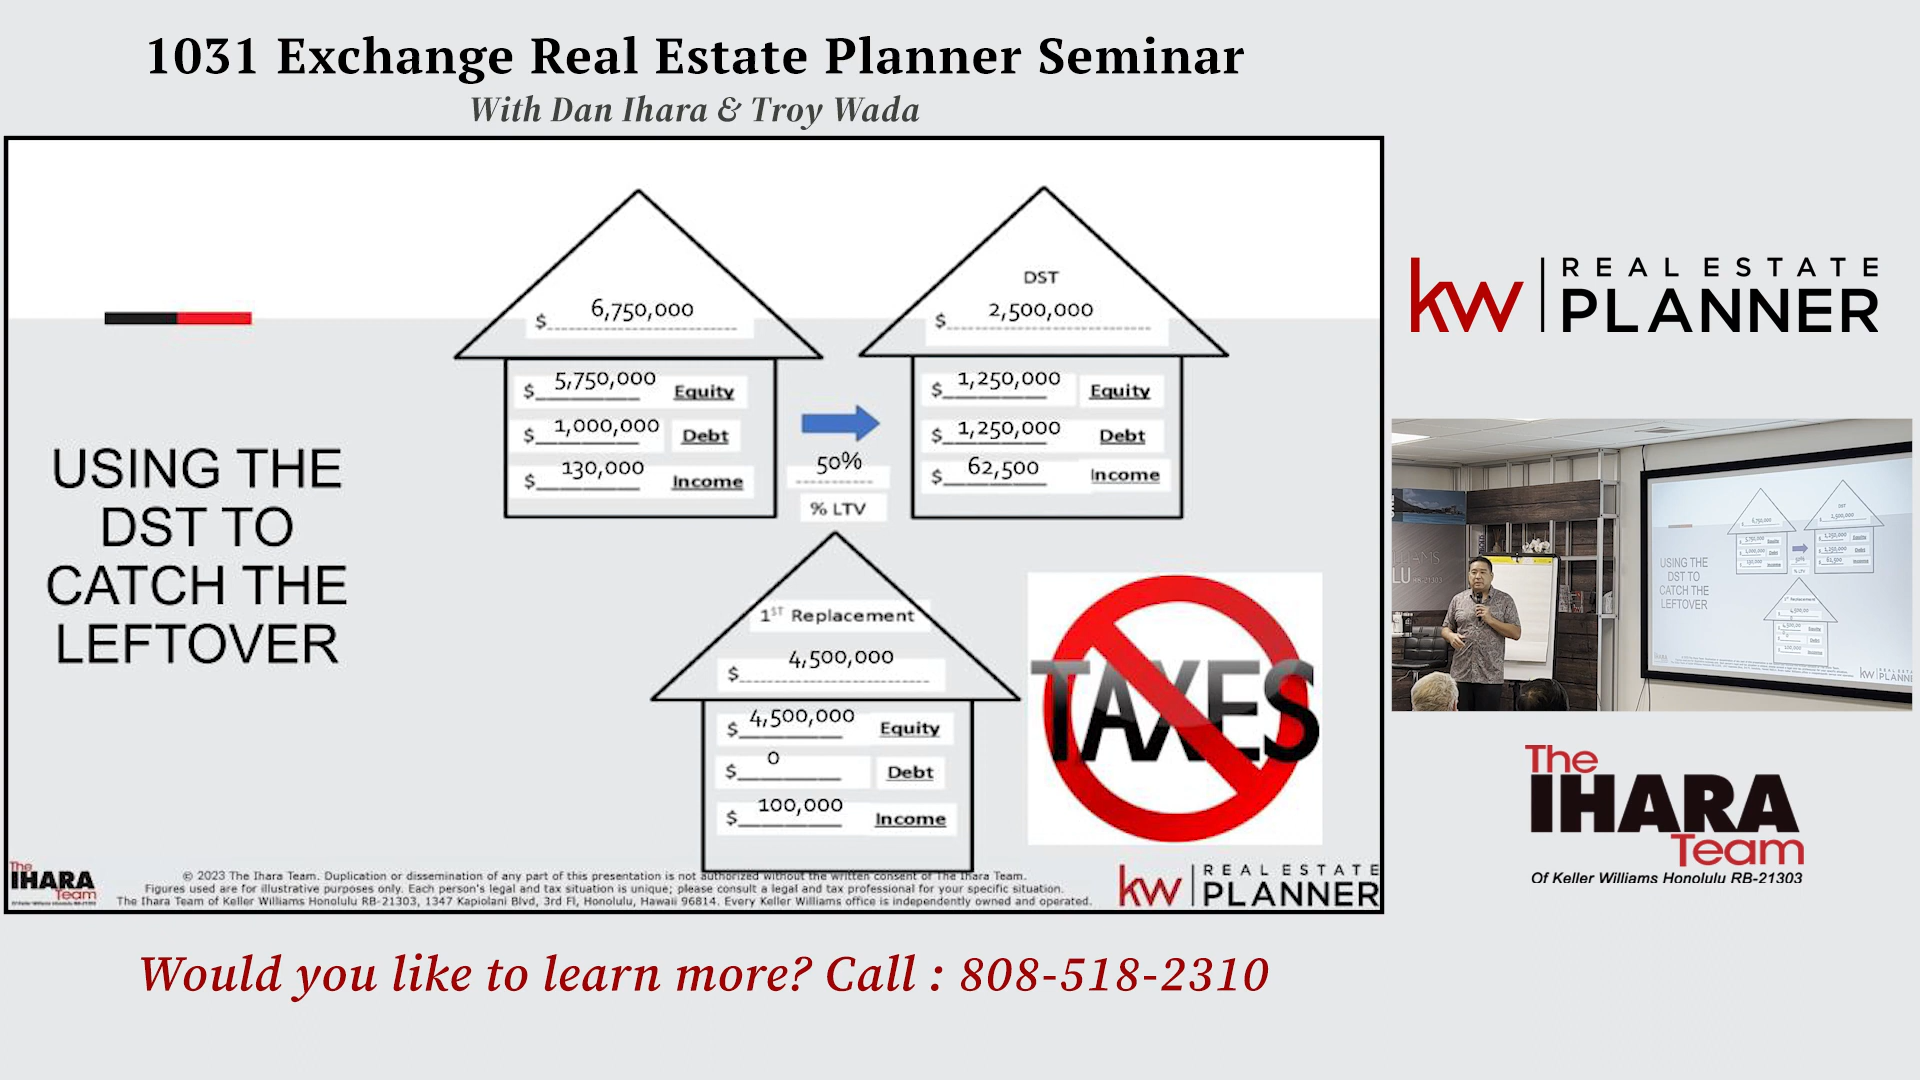 1031 Exchange Real Estate Planner Seminar
With Dan Ihara & Troy Wada
USING THE
DST TO
CATCH THE
LEFTOVER
$ 6,750,000
$ 5,750,000 Equity
$ 1,000,000 Debt
$ 130,000 Income
50%
% LTV
DST
$ 2,500,000
$ 1,250,000 Equity
$ 1,250,000 Debt
$ 62,500 Income
1ST Replacement
$ 4,500,000
$ 4,500,000 Equity
$ 0 Debt
$ 100,000 Income
TAXES
The
IHARA
Team
© 2023 The Ihara Team. Duplication or dissemination of any part of this presentation is not authorized without the written consent of The Ihara Team.
Figures used are for illustrative purposes only. Each person's legal and tax situation is unique; please consult a legal and tax professional for your specific situation.
The Ihara Team of Keller Williams Honolulu RB-21303, 1347 Kapiolani Blvd, 3rd Fl, Honolulu, Hawaii 96814. Every Keller Williams office is independently owned and operated.
kw REAL ESTATE
PLANNER
kw REAL ESTATE
PLANNER
USING THE
DST TO
CATCH THE
LEFTOVER
The
IHARA
Team
Of Keller Williams Honolulu RB-21303
Would you like to learn more? Call : 808-518-2310